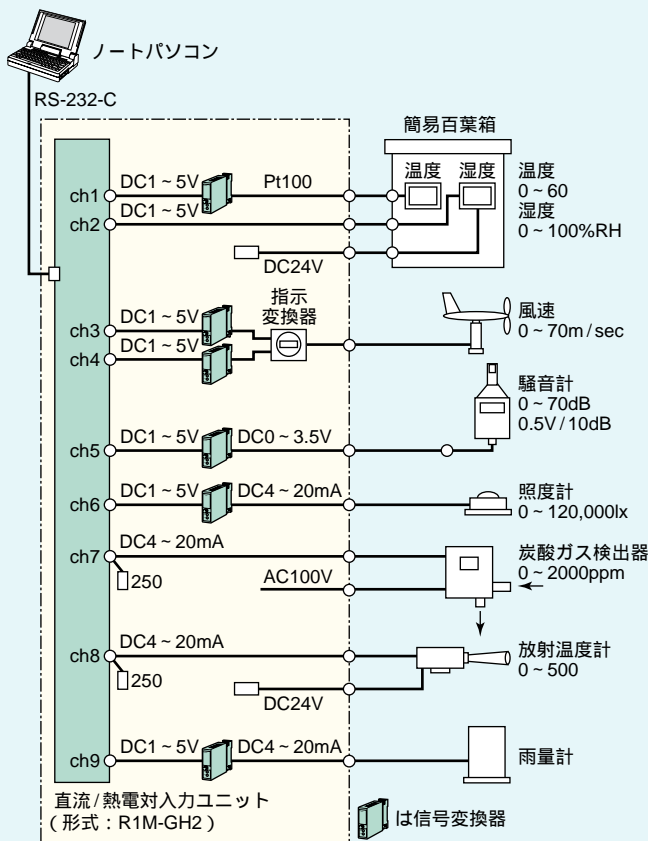 ノートパソコン
RS-232-C
簡易百葉箱
温度
湿度
温度
0～60
湿度
0～100%RH
ch1
DC1～5V
Pt100
ch2
DC1～5V
DC24V
指示
変換器
ch3
DC1～5V
ch4
DC1～5V
風速
0～70m/sec
騒音計
0～70dB
0.5V/10dB
ch5
DC1～5V
DC0～3.5V
ch6
DC1～5V
DC4～20mA
照度計
0～120,000lx
ch7
DC4～20mA
250
AC100V
炭酸ガス検出器
0～2000ppm
ch8
DC4～20mA
250
DC24V
放射温度計
0～500
ch9
DC1～5V
DC4～20mA
雨量計
直流/熱電対入力ユニット
（形式：R1M-GH2）
は信号変換器